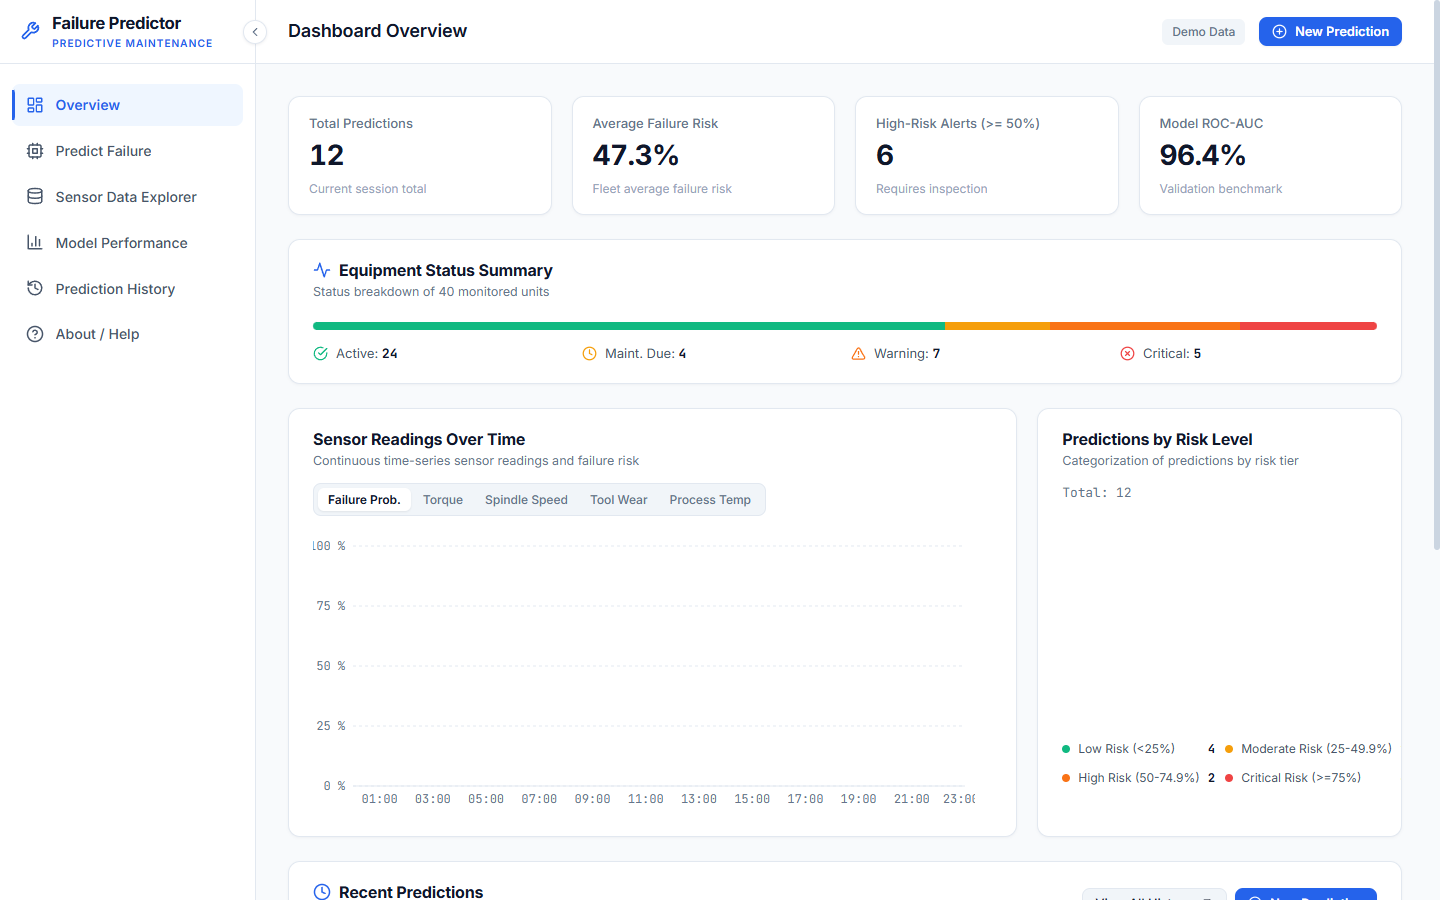 Failure Predictor
PREDICTIVE MAINTENANCE
Overview
Predict Failure
Sensor Data Explorer
Model Performance
Prediction History
About / Help
Dashboard Overview
Demo Data
New Prediction
Total Predictions
12
Current session total
Average Failure Risk
47.3%
Fleet average failure risk
High-Risk Alerts (>= 50%)
6
Requires inspection
Model ROC-AUC
96.4%
Validation benchmark
Equipment Status Summary
Status breakdown of 40 monitored units
Active: 24
Maint. Due: 4
Warning: 7
Critical: 5
Sensor Readings Over Time
Continuous time-series sensor readings and failure risk
Failure Prob. Torque Spindle Speed Tool Wear Process Temp
100 %
75 %
50 %
25 %
0 %
01:00 03:00 05:00 07:00 09:00 11:00 13:00 15:00 17:00 19:00 21:00 23:00
Predictions by Risk Level
Categorization of predictions by risk tier
Total: 12
Low Risk (<25%) 4
Moderate Risk (25-49.9%)
High Risk (50-74.9%) 2
Critical Risk (>=75%)
Recent Predictions